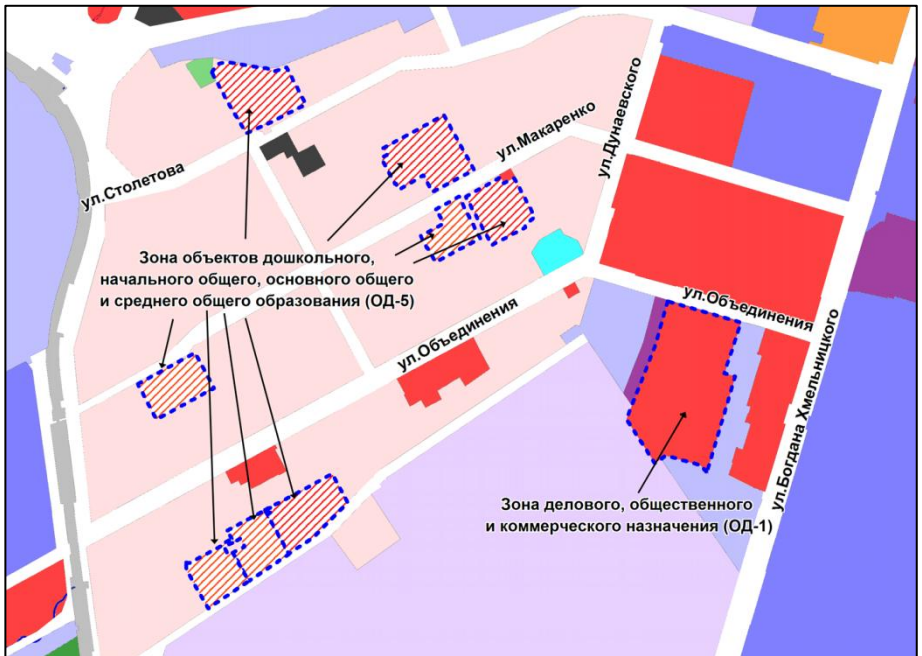 ул.Столетова
ул.Макаренко
ул.Дунаевского
Зона объектов дошкольного,
начального общего, основного общего
и среднего общего образования (ОД-5)
ул.Объединения
ул.Объединения
ул.Богдана Хмельницкого
Зона делового, общественного
и коммерческого назначения (ОД-1)